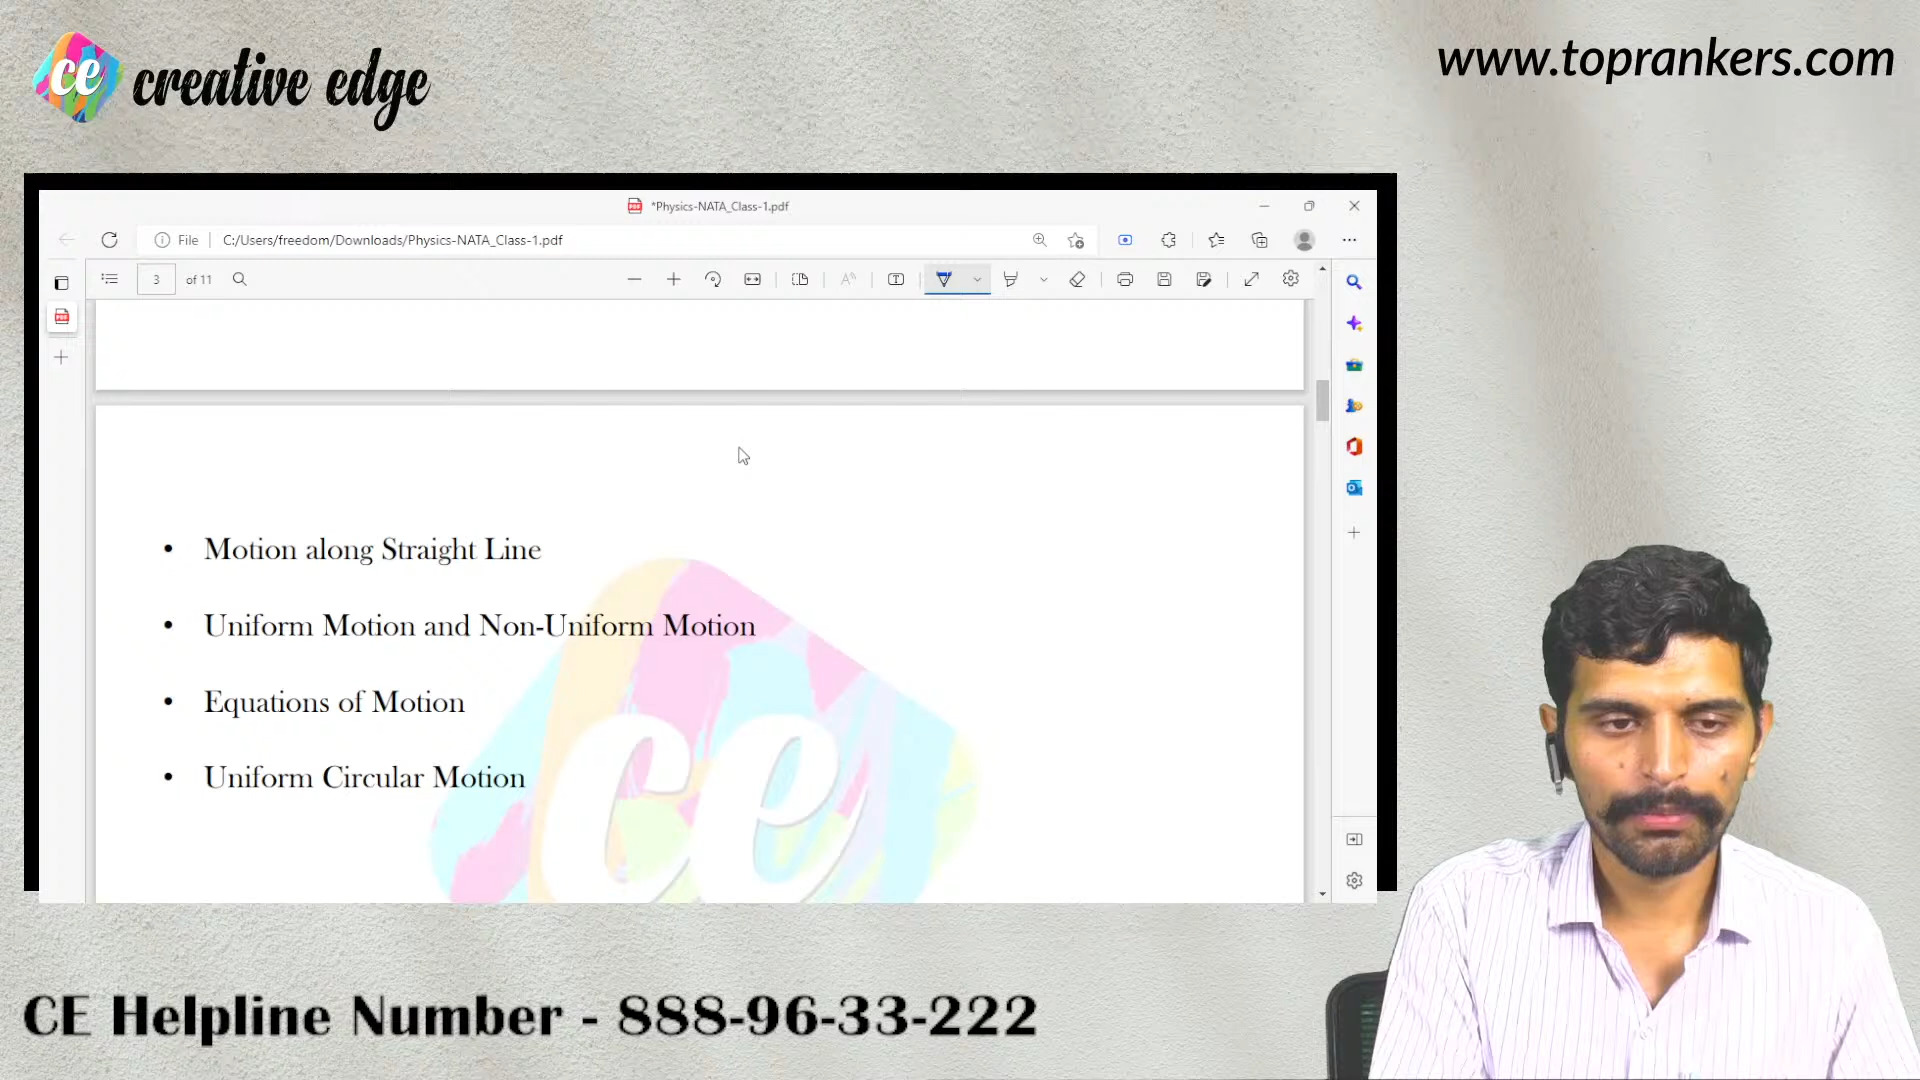 ce creative edge
www.toprankers.com
*Physics-NATA_Class-1.pdf
File C:/Users/freedom/Downloads/Physics-NATA_Class-1.pdf
3 of 11
• Motion along Straight Line
• Uniform Motion and Non-Uniform Motion
• Equations of Motion
• Uniform Circular Motion
ce
CE Helpline Number - 888-96-33-222